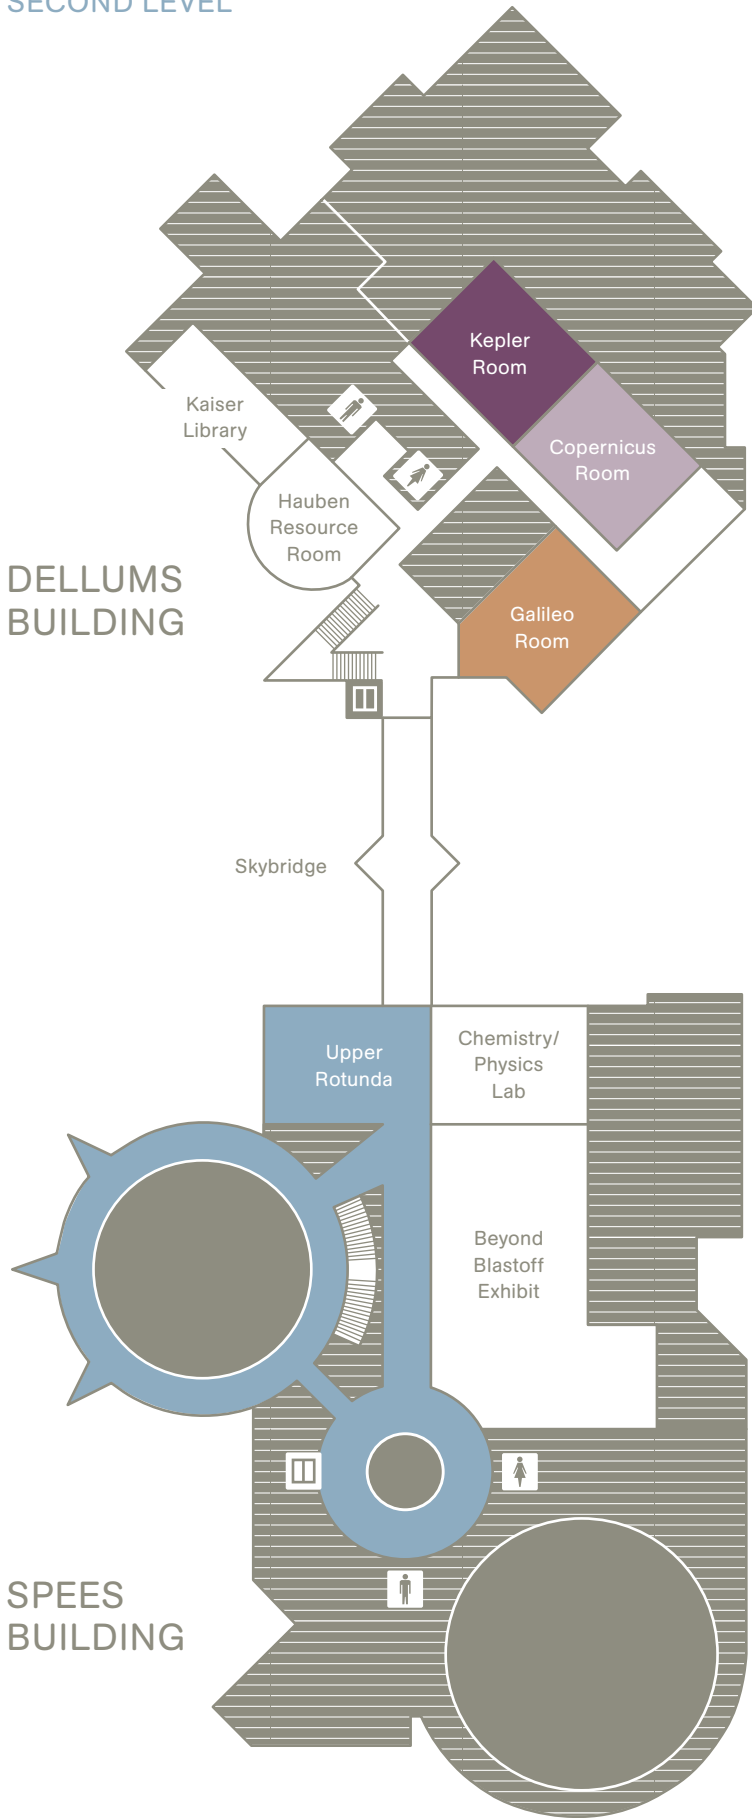 SECOND LEVEL
Kepler
Room
Copernicus
Room
Kaiser
Library
Hauben
Resource
Room
DELLUMS
BUILDING
Galileo
Room
Skybridge
Upper
Rotunda
Chemistry/
Physics
Lab
Beyond
Blastoff
Exhibit
SPEES
BUILDING